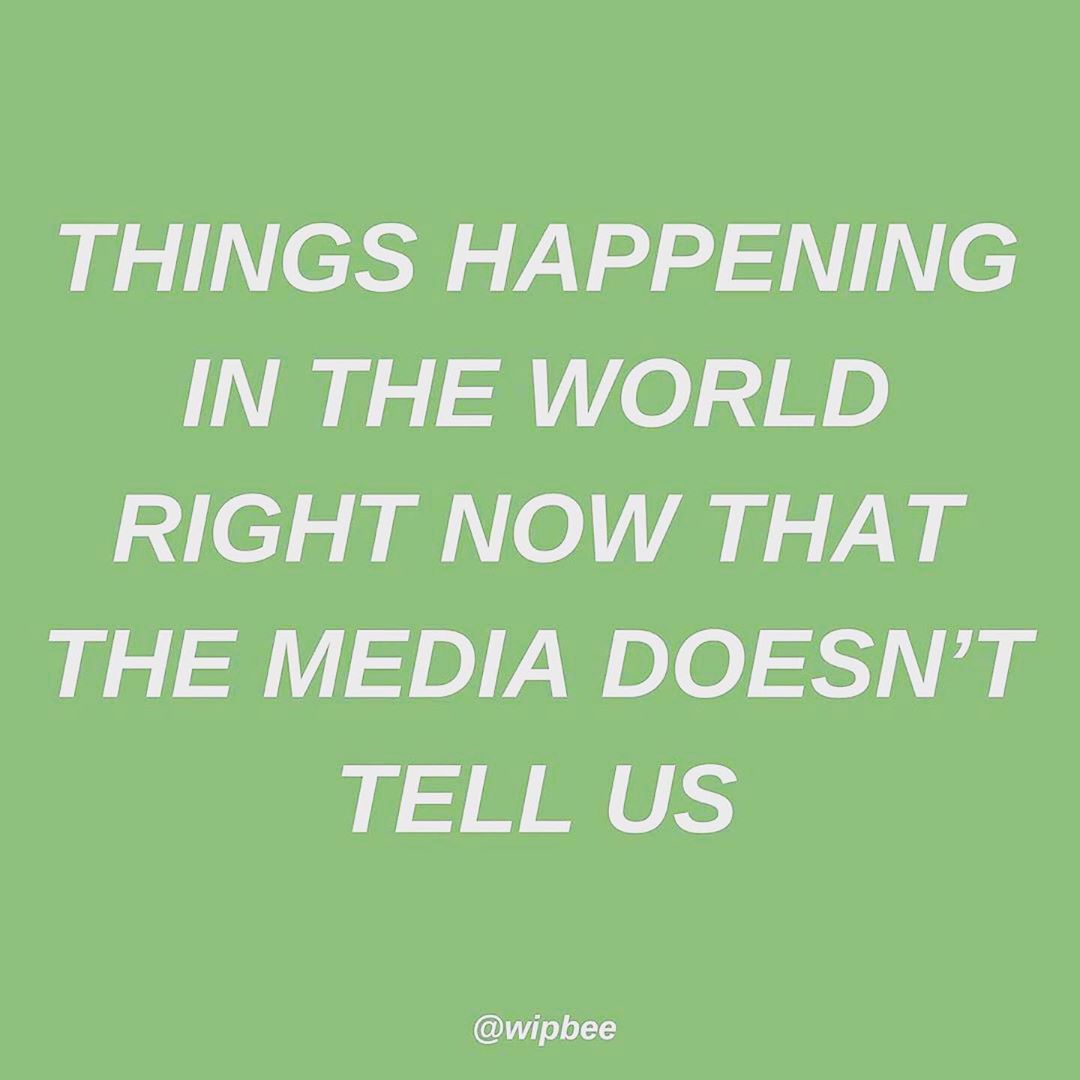 THINGS HAPPENING
IN THE WORLD
RIGHT NOW THAT
THE MEDIA DOESN’T
TELL US
@wipbee